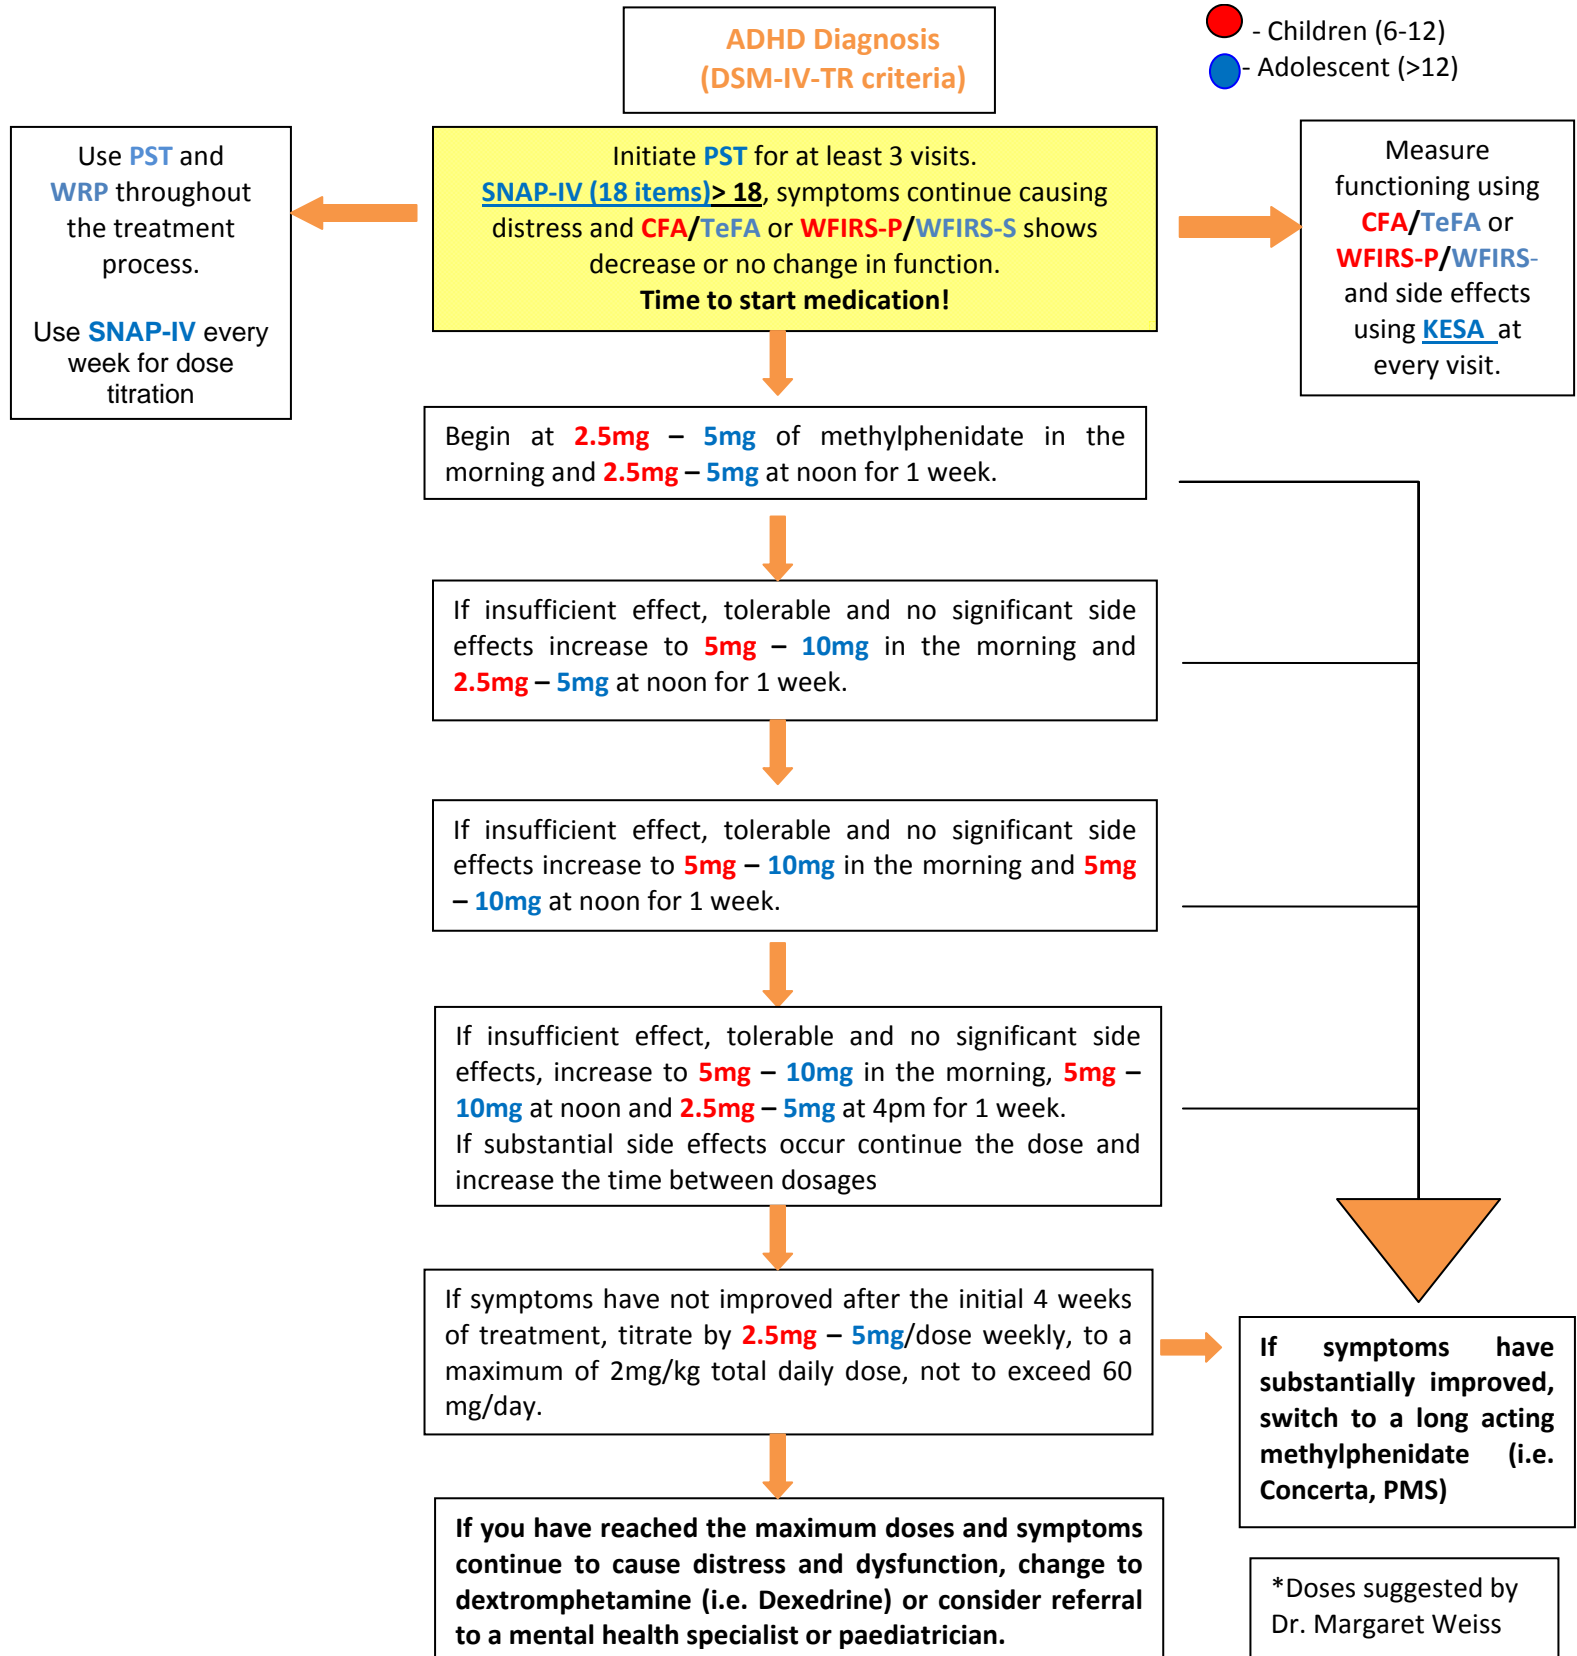 ADHD Diagnosis
(DSM-IV-TR criteria)
- Children (6-12)
- Adolescent (>12)
Use PST and
WRP throughout
the treatment
process.
Use SNAP-IV every
week for dose
titration
Initiate PST for at least 3 visits.
SNAP-IV (18 items)> 18, symptoms continue causing
distress and CFA/TeFA or WFIRS-P/WFIRS-S shows
decrease or no change in function.
Time to start medication!
Measure
functioning using
CFA/TeFA or
WFIRS-P/WFIRS-
and side effects
using KESA at
every visit.
Begin at 2.5mg – 5mg of methylphenidate in the
morning and 2.5mg – 5mg at noon for 1 week.
If insufficient effect, tolerable and no significant side
effects increase to 5mg – 10mg in the morning and
2.5mg – 5mg at noon for 1 week.
If insufficient effect, tolerable and no significant side
effects increase to 5mg – 10mg in the morning and 5mg
– 10mg at noon for 1 week.
If insufficient effect, tolerable and no significant side
effects, increase to 5mg – 10mg in the morning, 5mg –
10mg at noon and 2.5mg – 5mg at 4pm for 1 week.
If substantial side effects occur continue the dose and
increase the time between dosages
If symptoms have not improved after the initial 4 weeks
of treatment, titrate by 2.5mg – 5mg/dose weekly, to a
maximum of 2mg/kg total daily dose, not to exceed 60
mg/day.
If symptoms have
substantially improved,
switch to a long acting
methylphenidate (i.e.
Concerta, PMS)
If you have reached the maximum doses and symptoms
continue to cause distress and dysfunction, change to
dextromphetamine (i.e. Dexedrine) or consider referral
to a mental health specialist or paediatrician.
*Doses suggested by
Dr. Margaret Weiss